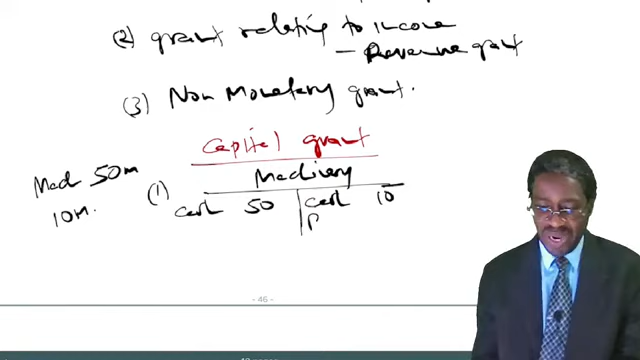 (2) grant relating to income
- Revenue grant
(3) Non Monetary grant.
Capital grant
Mach 50m
10m.
(1) Machinery
cash 50 cash 10
P
- 46 -